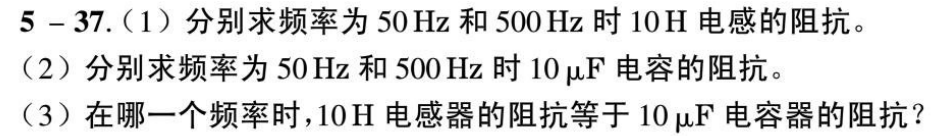 5 – 37.（1）分别求频率为 50 Hz 和 500 Hz 时 10 H 电感的阻抗。
（2）分别求频率为 50 Hz 和 500 Hz 时 10 μF 电容的阻抗。
（3）在哪一个频率时,10 H 电感器的阻抗等于 10 μF 电容器的阻抗?